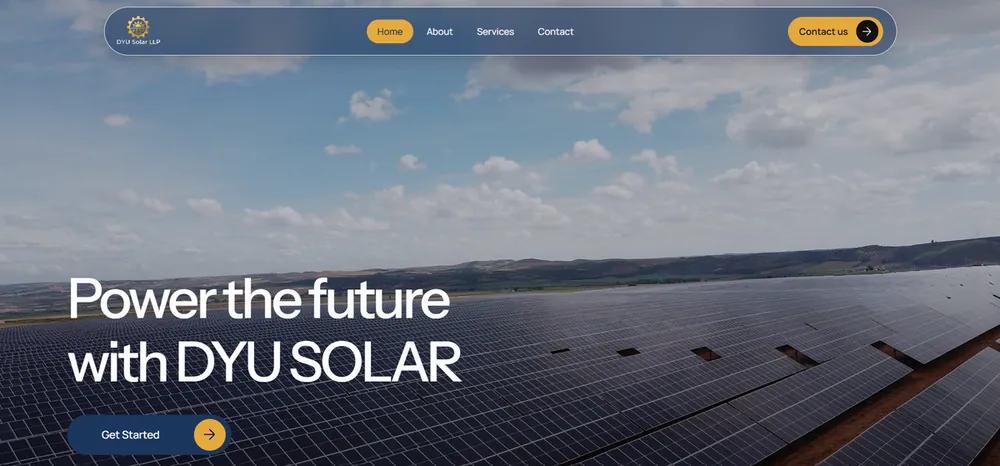 DYU Solar LLP
Home
About
Services
Contact
Contact us
Power the future
with DYU SOLAR
Get Started